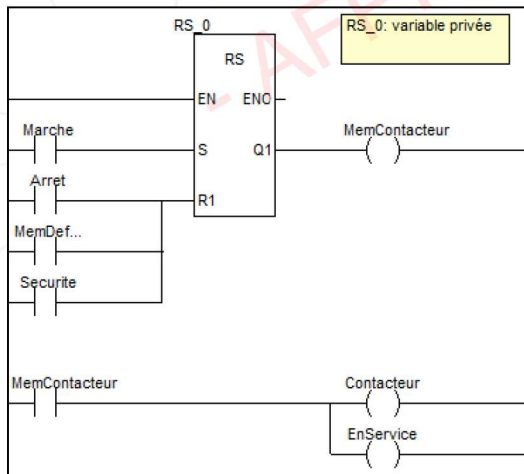 RS_0
RS_0: variable privée
RS
EN ENO
Marche
MemContacteur
S Q1
Arret
R1
MemDef...
Securite
MemContacteur
Contacteur
EnService